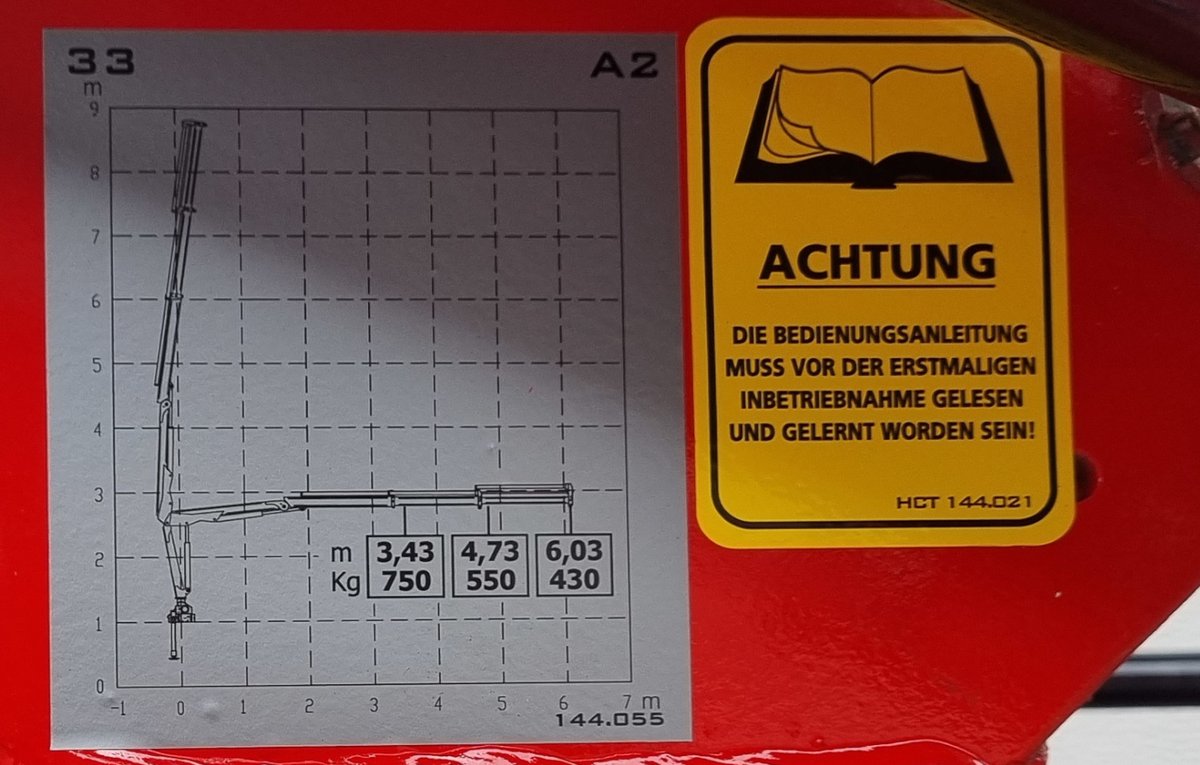 33 A2
m
9
8
7
6
5
4
3
2
1
0
m 3,43 4,73 6,03
Kg 750 550 430
-1 0 1 2 3 4 5 6 7 m
144.055
ACHTUNG
DIE BEDIENUNGSANLEITUNG
MUSS VOR DER ERSTMALIGEN
INBETRIEBNAHME GELESEN
UND GELERNT WORDEN SEIN!
HCT 144.021